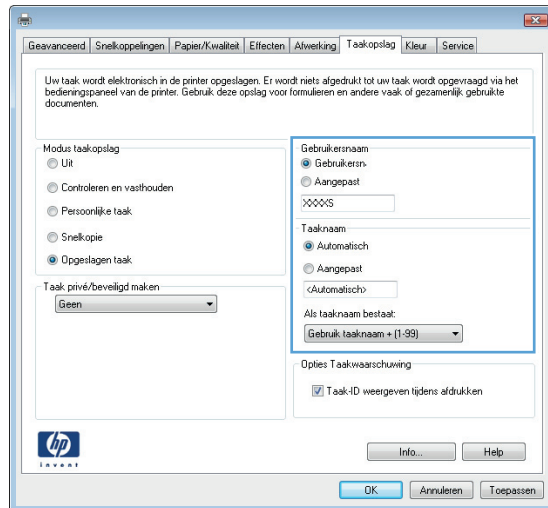 Geavanceerd Snelkoppelingen Papier/Kwaliteit Effecten Afwerking Taakopslag Kleur Service
Uw taak wordt elektronisch in de printer opgeslagen. Er wordt niets afgedrukt tot uw taak wordt opgevraagd via het
bedieningspaneel van de printer. Gebruik deze opslag voor formulieren en andere vaak of gezamenlijk gebruikte
documenten.
Modus taakopslag
Uit
Controleren en vasthouden
Persoonlijke taak
Snelkopie
Opgeslagen taak
Taak privé/beveiligd maken
Geen
Gebruikersnaam
Gebruikersn
Aangepast
XXXXS
Taaknaam
Automatisch
Aangepast
<Automatisch>
Als taaknaam bestaat:
Gebruik taaknaam + (1-99)
Opties Taakwaarschuwing
Taak-ID weergeven tijdens afdrukken
hp
invent
Info... Help
OK Annuleren Toepassen